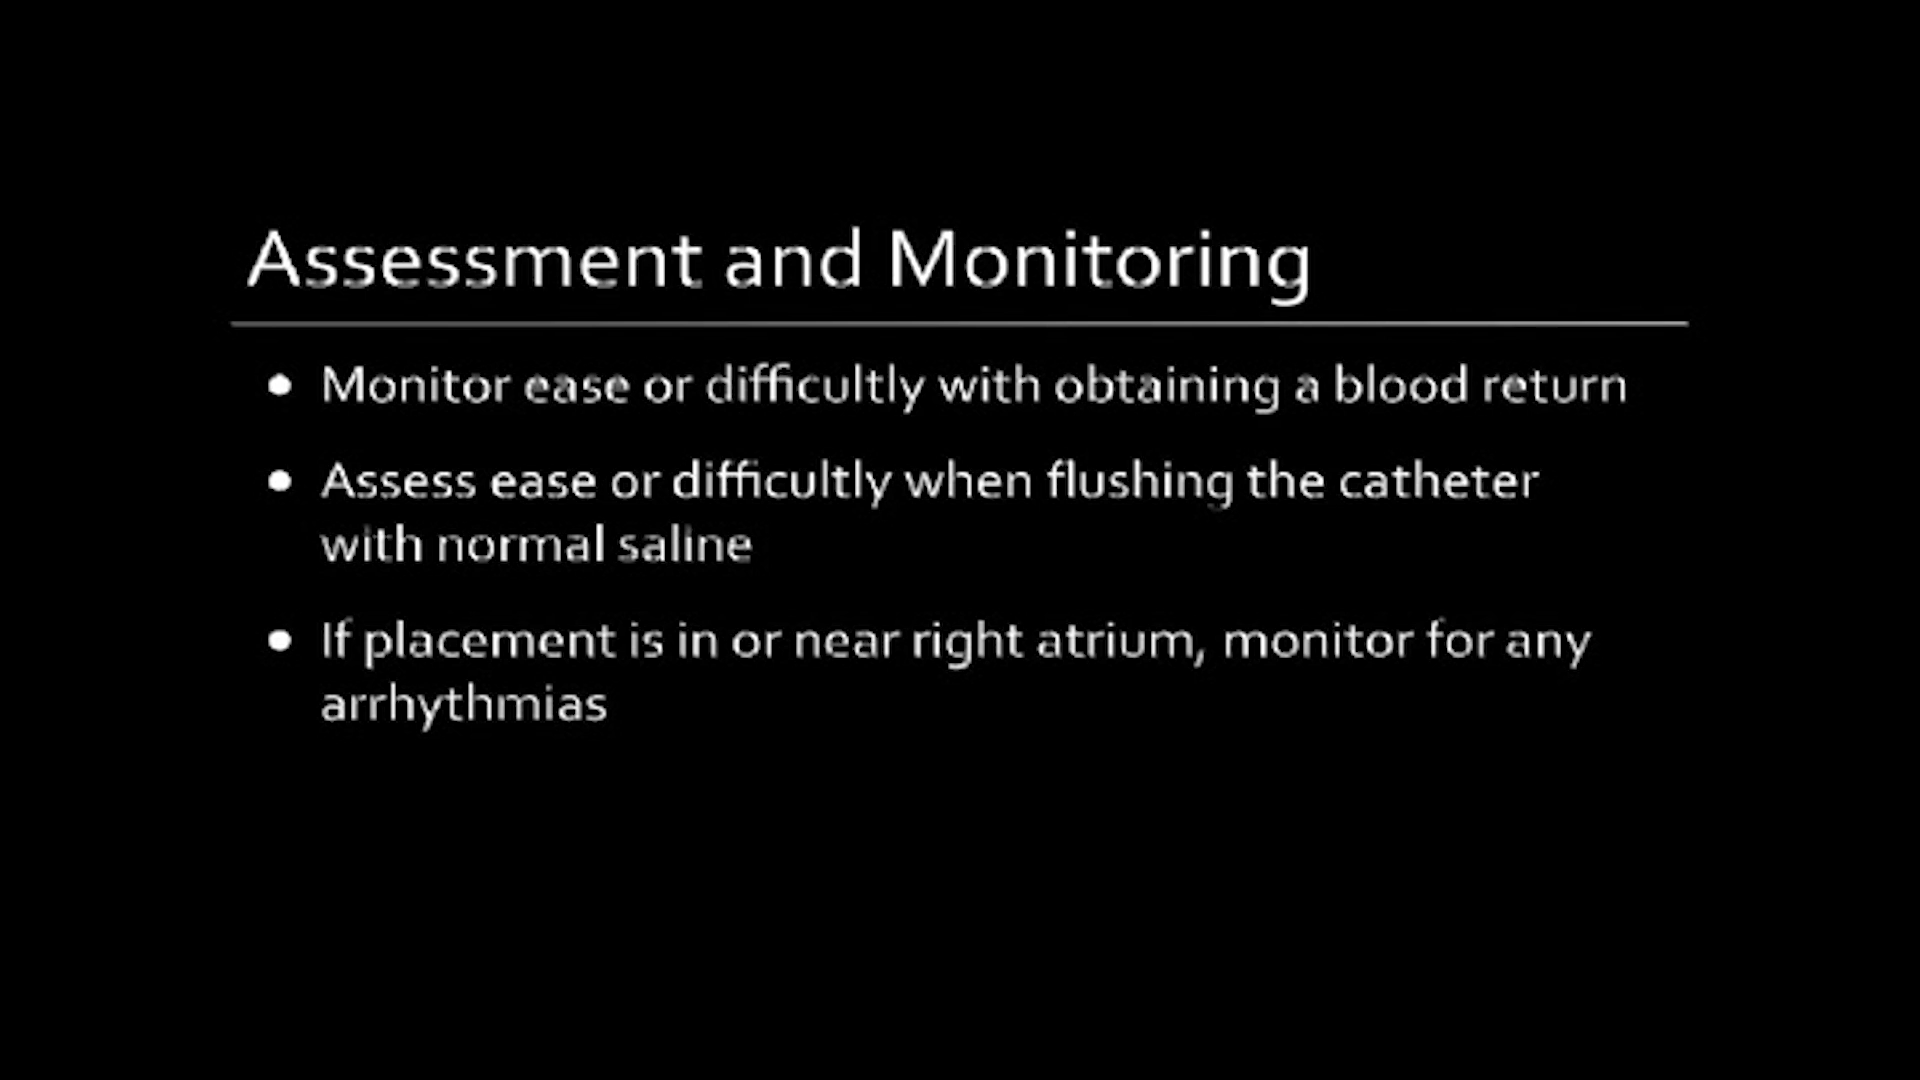 Assessment and Monitoring
• Monitor ease or difficultly with obtaining a blood return
• Assess ease or difficultly when flushing the catheter
with normal saline
• If placement is in or near right atrium, monitor for any
arrhythmias